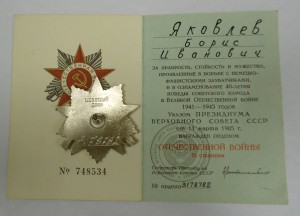 № 748534
Яковлев
Борис
Иванович
ЗА ХРАБРОСТЬ, СТОЙКОСТЬ И МУЖЕСТВО,
ПРОЯВЛЕННЫЕ В БОРЬБЕ С НЕМЕЦКО-
ФАШИСТСКИМИ ЗАХВАТЧИКАМИ,
И В ОЗНАМЕНОВАНИЕ 40-ЛЕТИЯ
ПОБЕДЫ СОВЕТСКОГО НАРОДА
В ВЕЛИКОЙ ОТЕЧЕСТВЕННОЙ ВОЙНЕ
1941—1945 ГОДОВ
УКАЗОМ ПРЕЗИДИУМА
ВЕРХОВНОГО СОВЕТА СССР
ОТ 11 МАРТА 1985 г.
НАГРАЖДЕН ОРДЕНОМ
ОТЕЧЕСТВЕННОЙ ВОЙНЫ
II СТЕПЕНИ
№ ордена